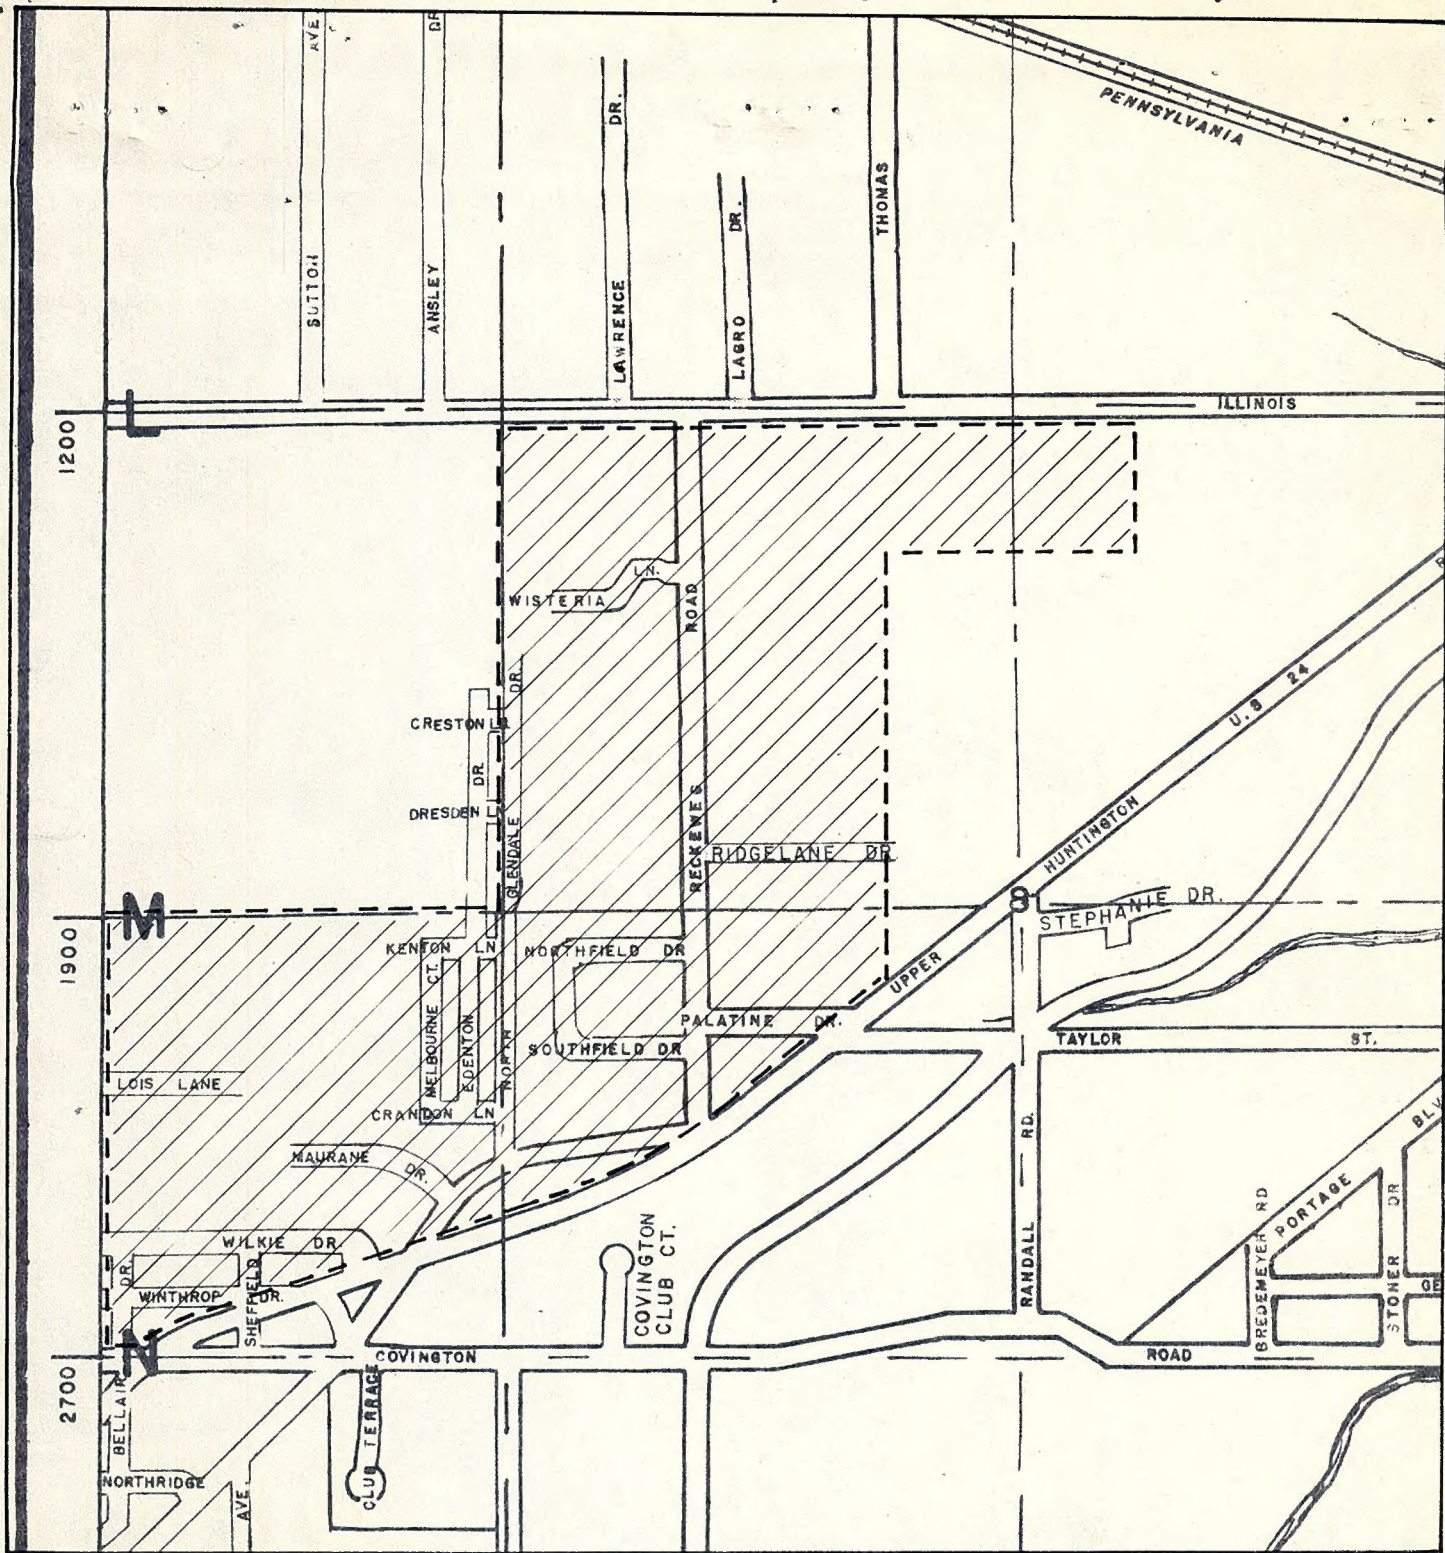 AVE
DR
PENNSYLVANIA
DR.
DR.
THOMAS
SUTTON
ANSLEY
LAWRENCE
LAGRO
L
ILLINOIS
1200
WISTERIA LN.
ROAD
DR.
CRESTON
U.S 24
DR.
DRESDEN L
GLENDALE
RECKEWEG
RIDGELANE DR
HUNTINGTON
M
8
STEPHANIE DR.
1900
KENTON LN
NORTHFIELD DR
UPPER
MELBOURNE CT.
EDENTON
NORTH
PALATINE DR.
SOUTHFIELD DR
TAYLOR ST.
LOIS LANE
CRANDON LN
MAURANE DR.
RANDALL RD.
BLV
PORTAGE
BREDEMEYER RD
STONER DR
GE
WILKIE DR
DR.
WINTHROP DR.
SHEFFIELD
COVINGTON
CLUB CT.
N
COVINGTON ROAD
2700
BELLAIR
CLUB TERRACE
NORTHRIDGE
AVE.